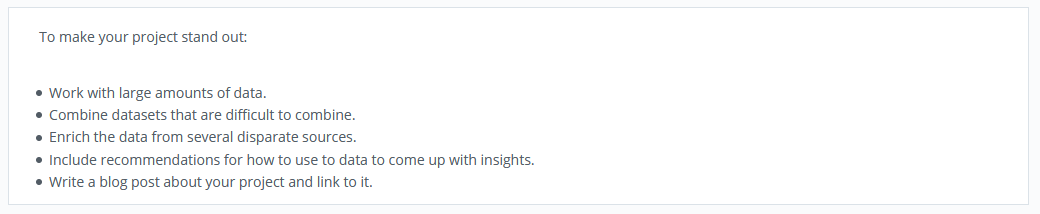 To make your project stand out:
• Work with large amounts of data.
• Combine datasets that are difficult to combine.
• Enrich the data from several disparate sources.
• Include recommendations for how to use to data to come up with insights.
• Write a blog post about your project and link to it.